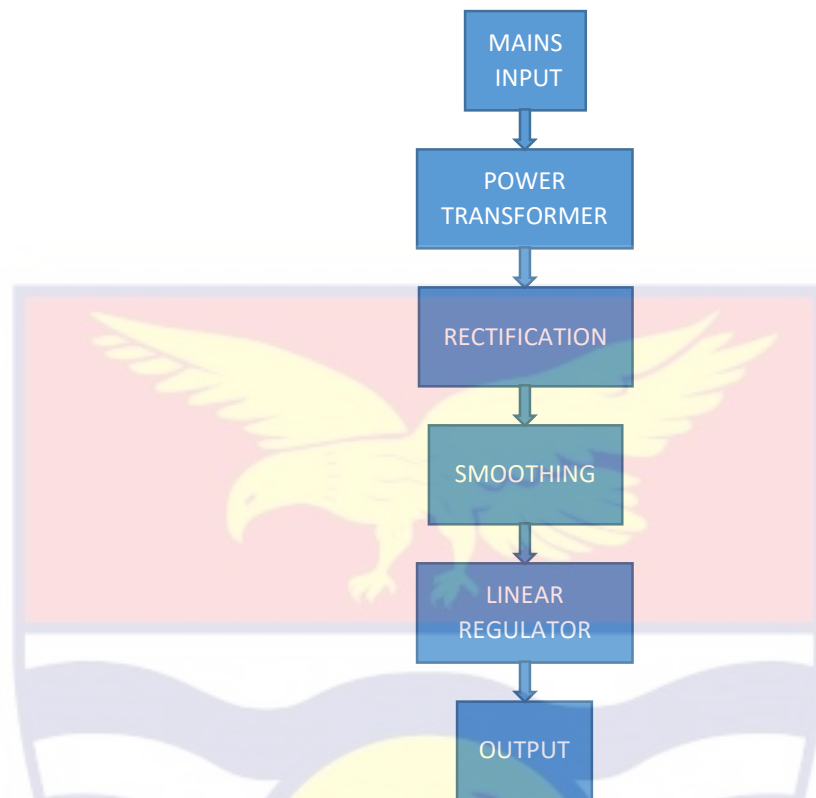 MAINS
INPUT
POWER
TRANSFORMER
RECTIFICATION
SMOOTHING
LINEAR
REGULATOR
OUTPUT